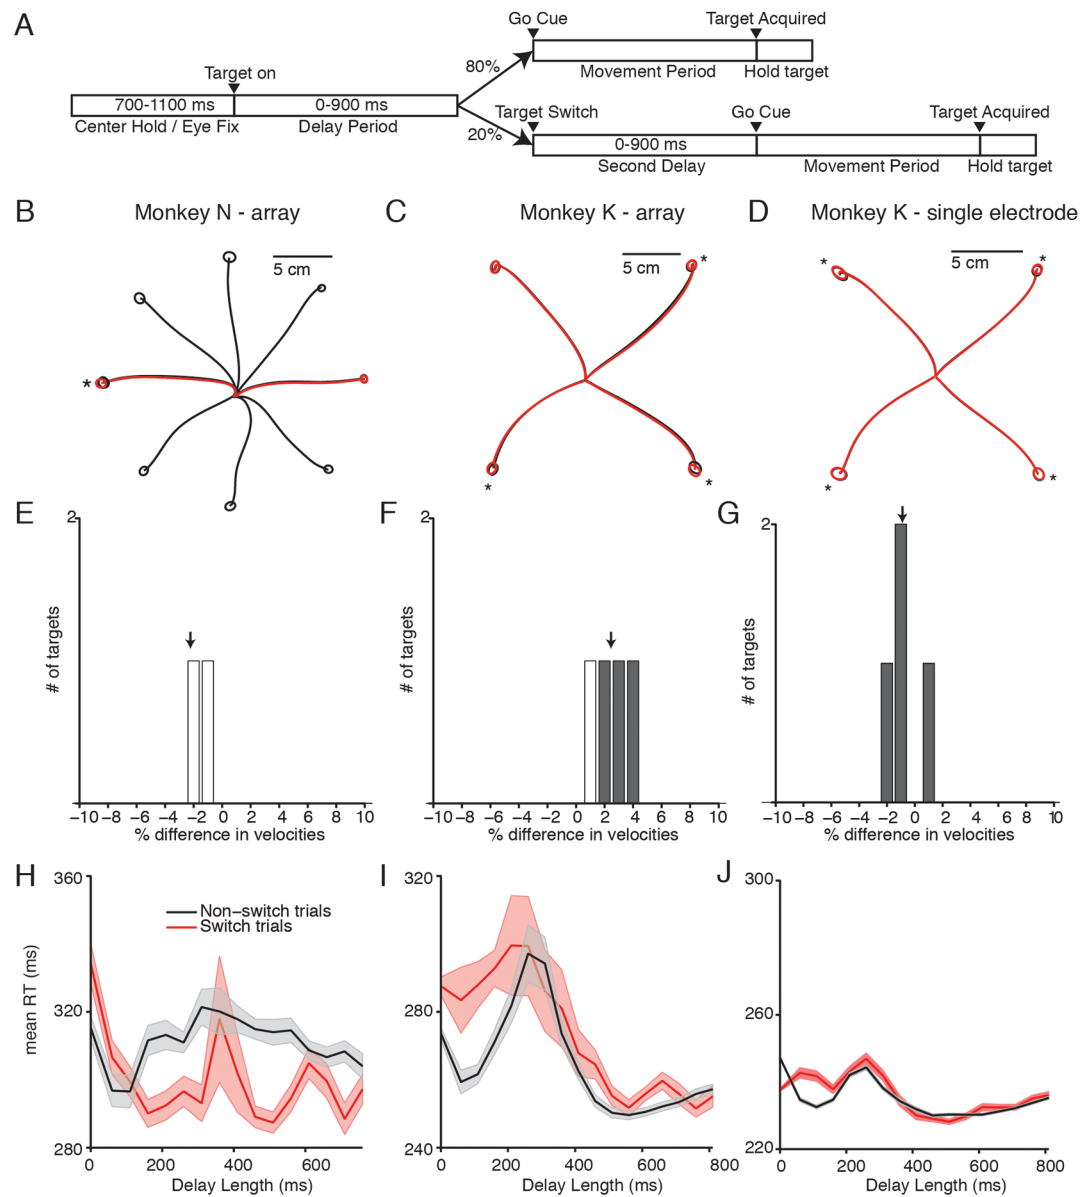 A
Go Cue
Target Acquired
80%
Movement Period
Hold target
Target on
700-1100 ms
0-900 ms
Center Hold / Eye Fix
Delay Period
20%
Target Switch
Go Cue
Target Acquired
0-900 ms
Second Delay
Movement Period
Hold target
B
Monkey N - array
5 cm
*
C
Monkey K - array
5 cm
*
*
*
D
Monkey K - single electrode
5 cm
*
*
*
*
E
2
# of targets
−10 −8 −6 −4 −2 0 2 4 6 8 10
% difference in velocities
F
2
# of targets
−10 −8 −6 −4 −2 0 2 4 6 8 10
% difference in velocities
G
2
# of targets
−10 −8 −6 −4 −2 0 2 4 6 8 10
% difference in velocities
H
360
320
280
mean RT (ms)
Non−switch trials
Switch trials
0 200 400 600
Delay Length (ms)
I
320
280
240
0 200 400 600 800
Delay Length (ms)
J
300
260
220
0 200 400 600 800
Delay Length (ms)